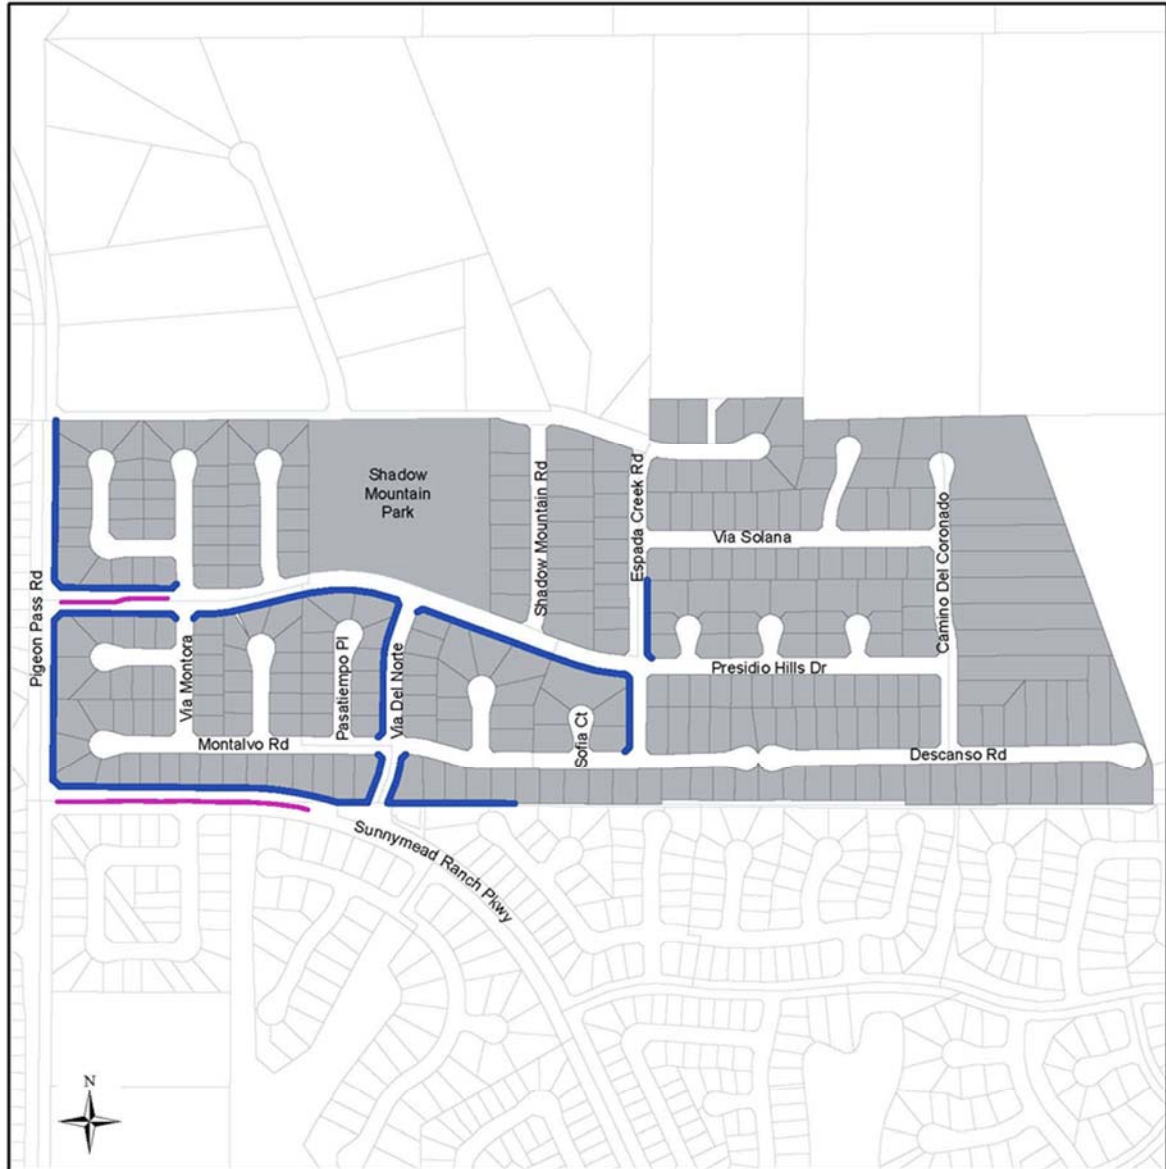 Shadow
Mountain
Park
Shadow Mountain Rd
Espada Creek Rd
Via Solana
Camino Del Coronado
Pigeon Pass Rd
Via Montora
Pasatiempo Pl
Via Del Norte
Presidio Hills Dr
Sofia Ct
Montalvo Rd
Descanso Rd
Sunnymead Ranch Pkwy
N